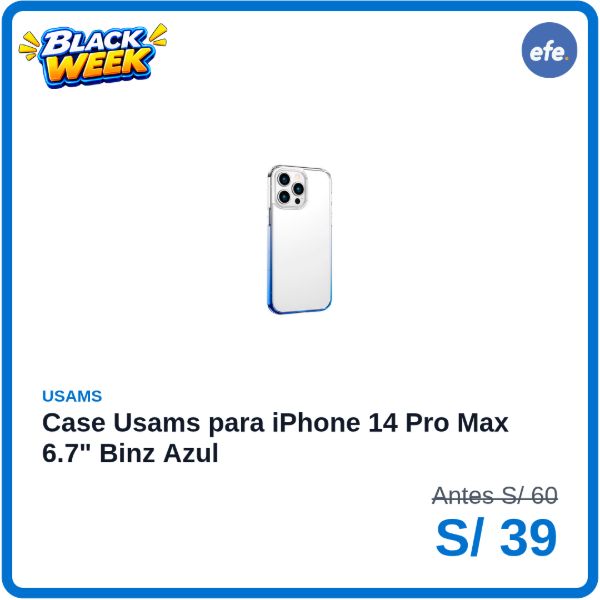 BLACK
WEEK
efe.
USAMS
Case Usams para iPhone 14 Pro Max
6.7" Binz Azul
Antes S/ 60
S/ 39